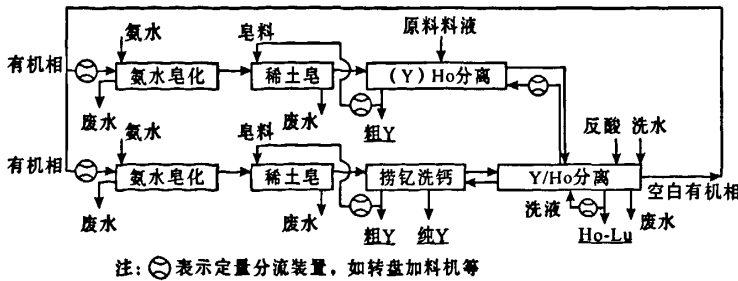 氨水
皂料
原料料液
有机相
氨水皂化
稀土皂
（Y）Ho分离
废水
废水
粗Y
氨水
皂料
反酸
洗水
有机相
氨水皂化
稀土皂
捞钇洗钙
Y/Ho分离
空白有机相
废水
废水
粗Y
纯Y
洗液
Ho-Lu
废水
注：表示定量分流装置，如转盘加料机等